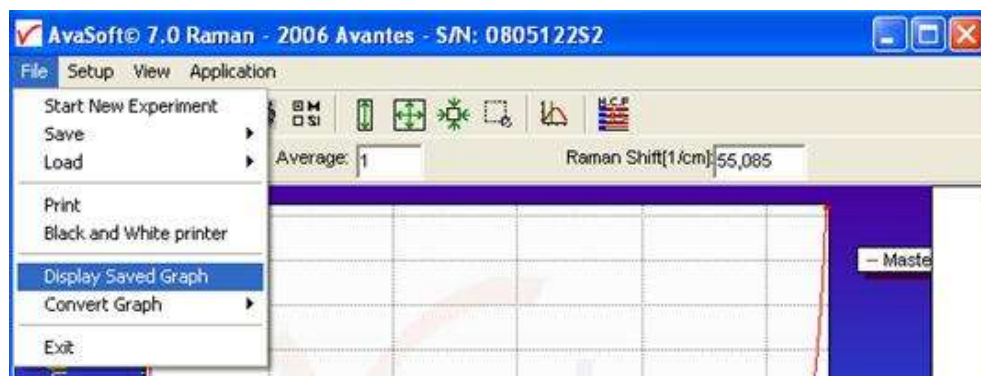 AvaSoft© 7.0 Raman - 2006 Avantes - S/N: 0805122S2
File Setup View Application
Start New Experiment
Save
Load
Print
Black and White printer
Display Saved Graph
Convert Graph
Exit
Average: 1
Raman Shift[1/cm]: 55,085
— Maste